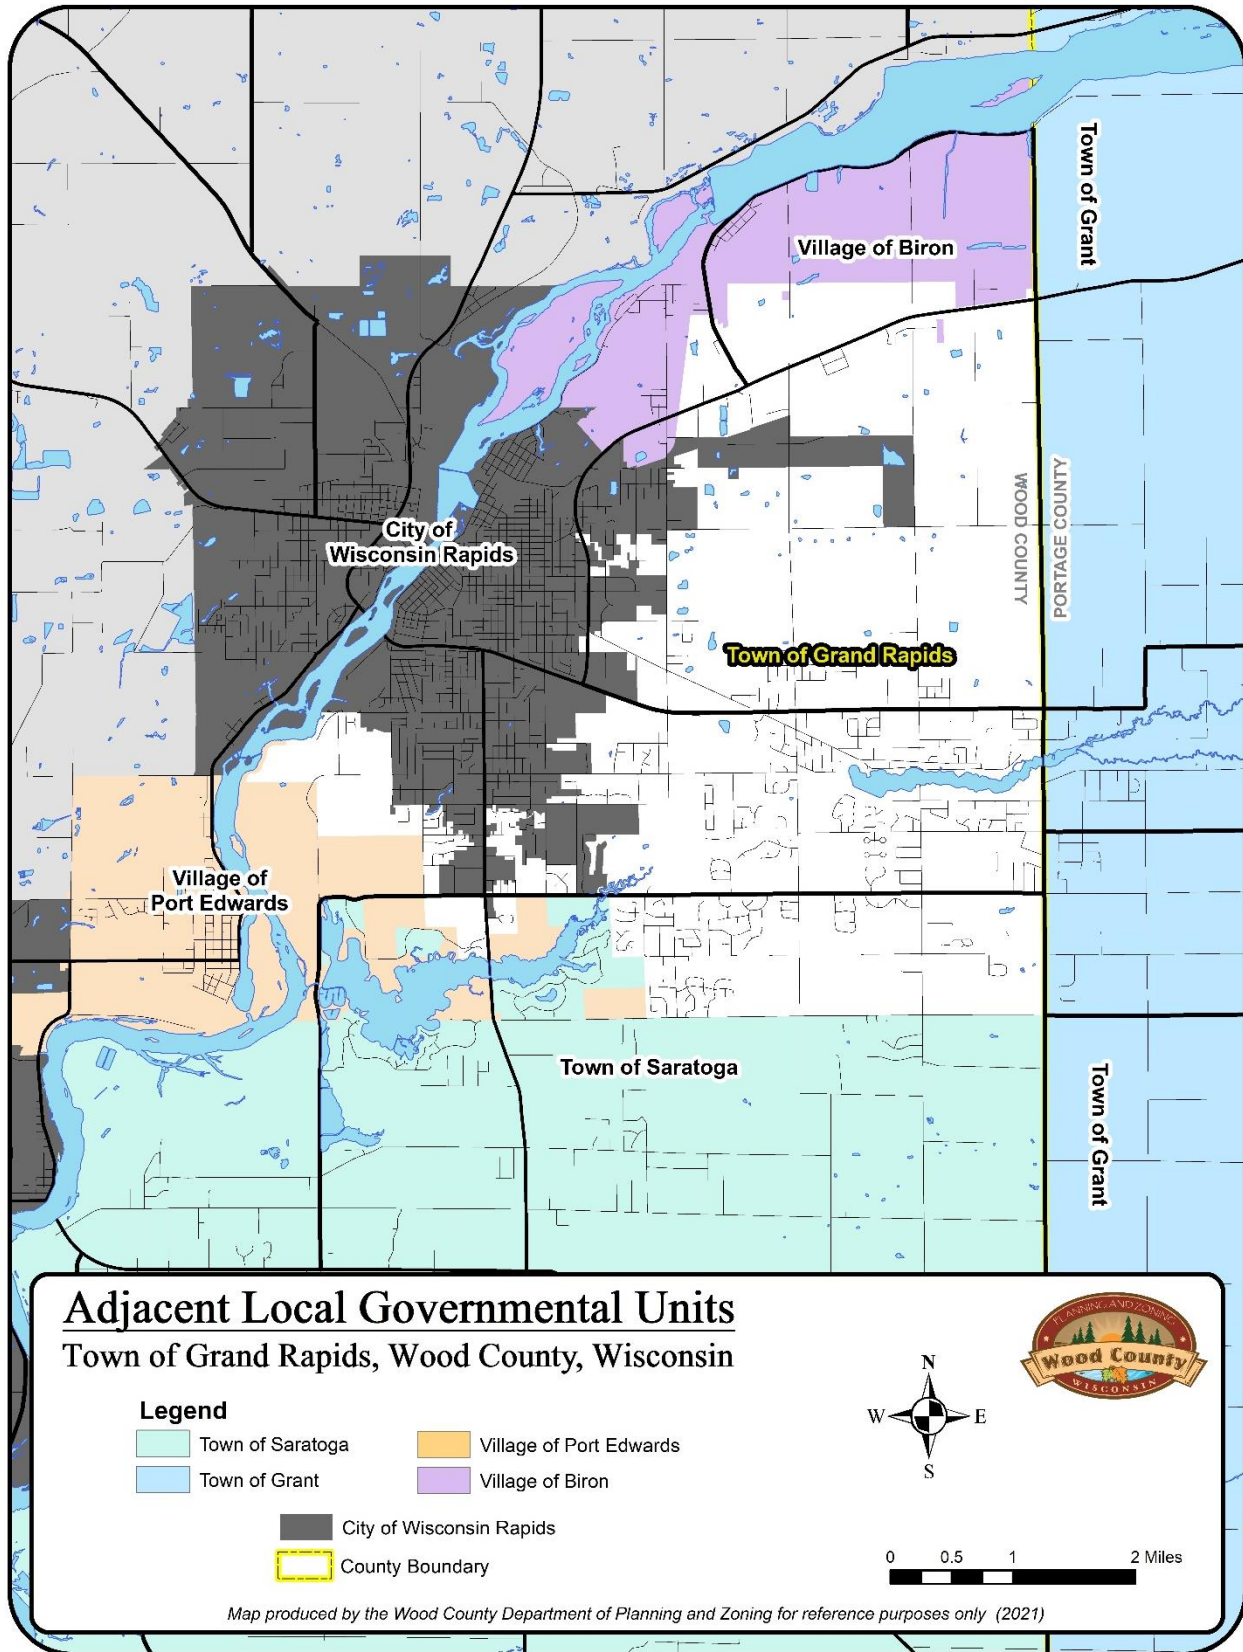 Town of Grant
Village of Biron
City of
Wisconsin Rapids
WOOD COUNTY
PORTAGE COUNTY
Town of Grand Rapids
Village of
Port Edwards
Town of Saratoga
Town of Grant
Adjacent Local Governmental Units
Town of Grand Rapids, Wood County, Wisconsin
Legend
Town of Saratoga
Town of Grant
Village of Port Edwards
Village of Biron
City of Wisconsin Rapids
County Boundary
N
W E
S
PLANNING AND ZONING
Wood County
WISCONSIN
0 0.5 1 2 Miles
Map produced by the Wood County Department of Planning and Zoning for reference purposes only (2021)